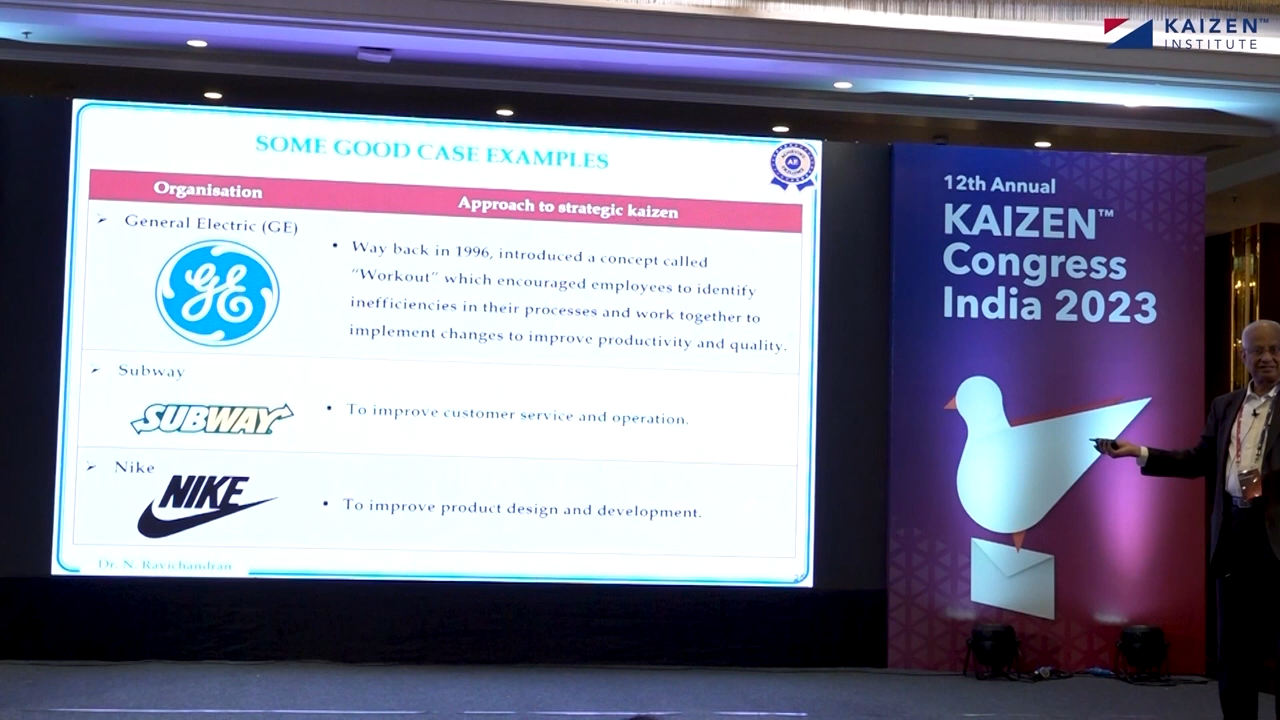 KAIZEN™
INSTITUTE
SOME GOOD CASE EXAMPLES
AE
Organisation
Approach to strategic kaizen
General Electric (GE)
GE
• Way back in 1996, introduced a concept called
"Workout" which encouraged employees to identify
inefficiencies in their processes and work together to
implement changes to improve productivity and quality.
Subway
SUBWAY
• To improve customer service and operation.
Nike
NIKE
• To improve product design and development.
Dr. N. Ravichandran
12th Annual
KAIZEN™
Congress
India 2023